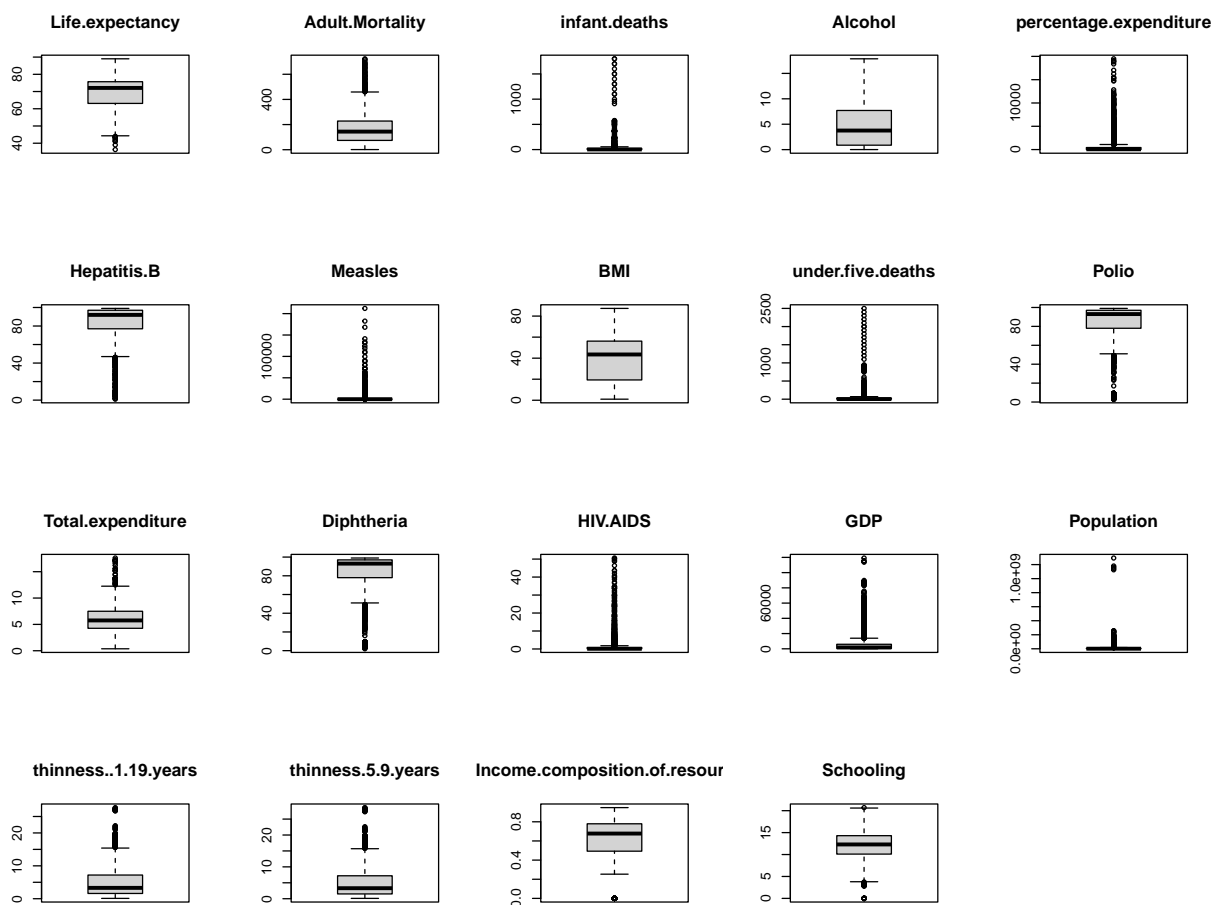 Life.expectancy
40
60
80
Adult.Mortality
0
400
infant.deaths
0
1000
Alcohol
0
5
10
percentage.expenditure
0
10000
Hepatitis.B
0
40
80
Measles
0
100000
BMI
0
40
80
under.five.deaths
0
1000
2500
Polio
0
40
80
Total.expenditure
0
5
10
Diphtheria
0
40
80
HIV.AIDS
0
20
40
GDP
0
60000
Population
0.0e+00
1.0e+09
thinness..1.19.years
0
10
20
thinness.5.9.years
0
10
20
Income.composition.of.resour
0.0
0.4
0.8
Schooling
0
5
15